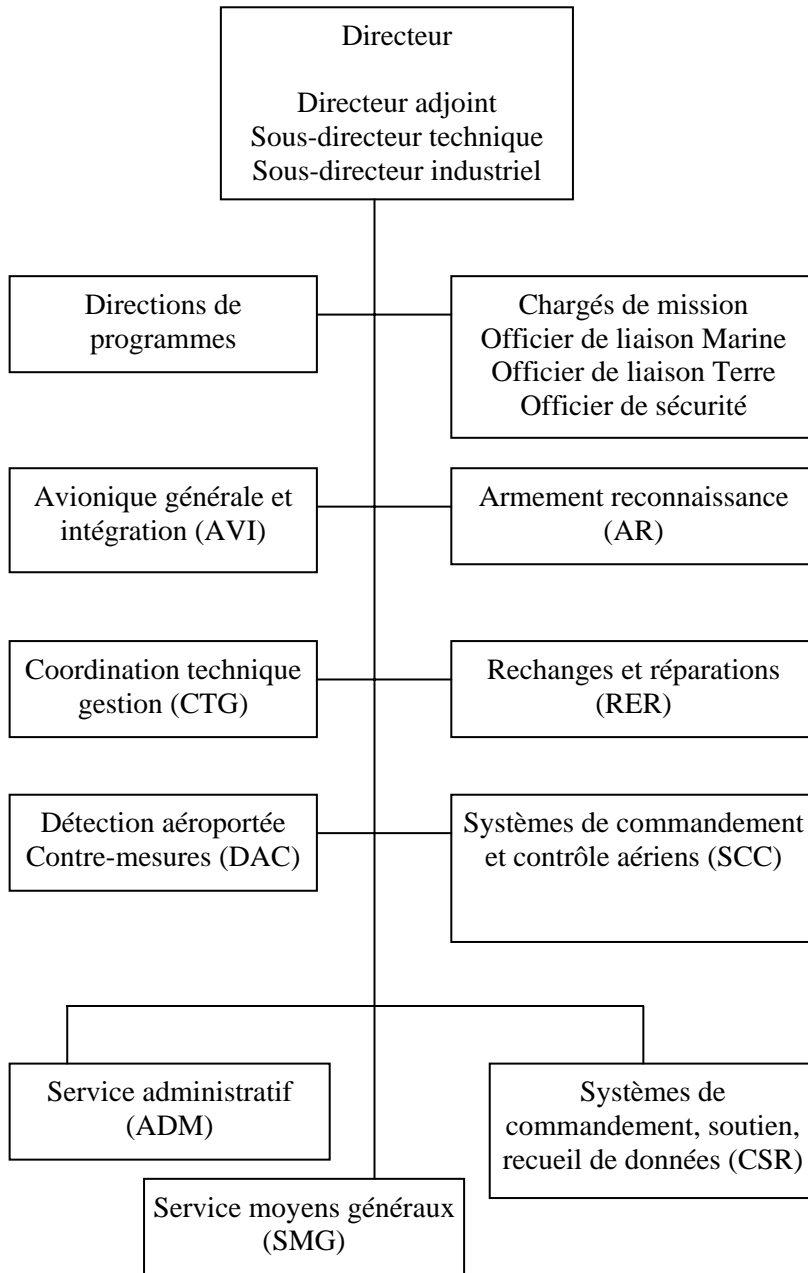 Directeur
Directeur adjoint
Sous-directeur technique
Sous-directeur industriel
Directions de
programmes
Chargés de mission
Officier de liaison Marine
Officier de liaison Terre
Officier de sécurité
Avionique générale et
intégration (AVI)
Armement reconnaissance
(AR)
Coordination technique
gestion (CTG)
Rechanges et réparations
(RER)
Détection aéroportée
Contre-mesures (DAC)
Systèmes de commandement
et contrôle aériens (SCC)
Service administratif
(ADM)
Systèmes de
commandement, soutien,
recueil de données (CSR)
Service moyens généraux
(SMG)